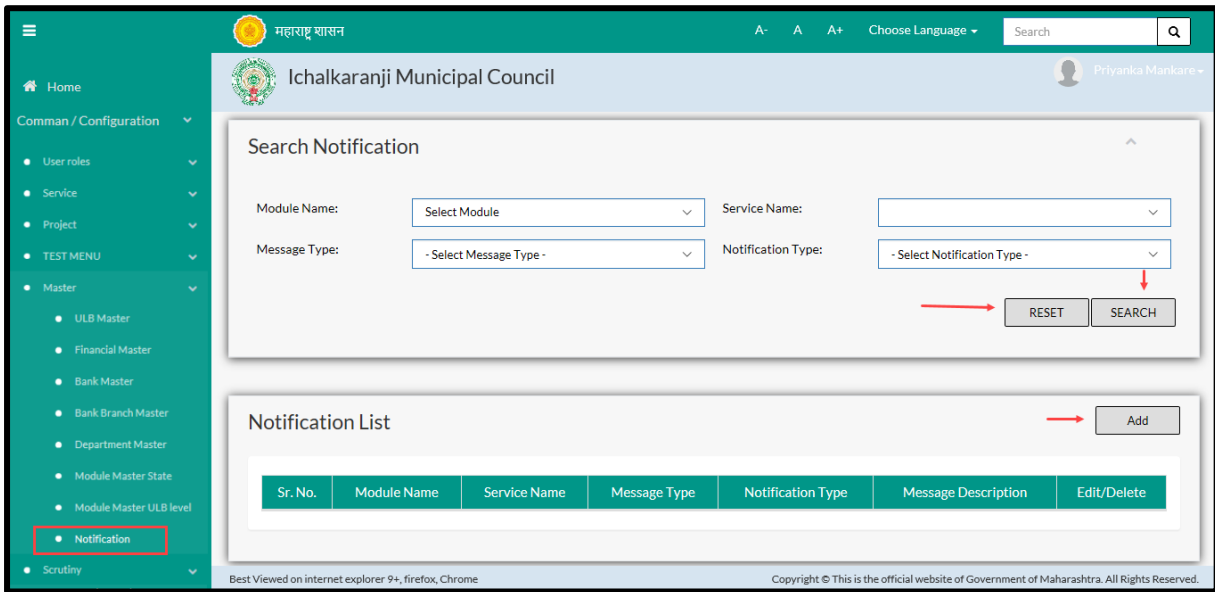 महाराष्ट्र शासन
A- A A+ Choose Language Search
Home
Ichalkaranji Municipal Council
Priyanka Mankare
Comman / Configuration
User roles
Service
Project
TEST MENU
Master
ULB Master
Financial Master
Bank Master
Bank Branch Master
Department Master
Module Master State
Module Master ULB level
Notification
Scrutiny
Search Notification
Module Name: Select Module Service Name:
Message Type: - Select Message Type - Notification Type: - Select Notification Type -
RESET SEARCH
Notification List Add
Sr. No. Module Name Service Name Message Type Notification Type Message Description Edit/Delete
Best Viewed on internet explorer 9+, firefox, Chrome Copyright © This is the official website of Government of Maharashtra. All Rights Reserved.